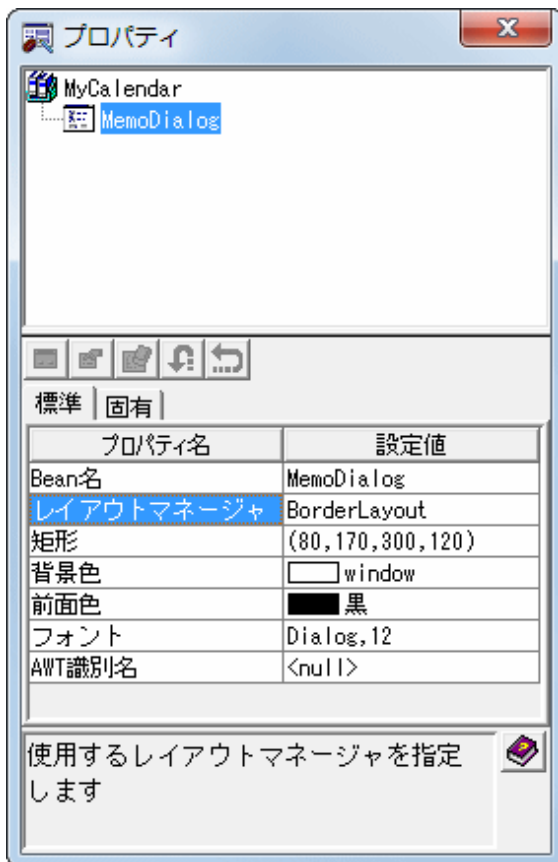 プロパティ
MyCalendar
MemoDialog
標準 固有
プロパティ名 設定値
Bean名 MemoDialog
レイアウトマネージャ BorderLayout
矩形 (80,170,300,120)
背景色 window
前面色 黒
フォント Dialog,12
AWT識別名 <null>
使用するレイアウトマネージャを指定
します